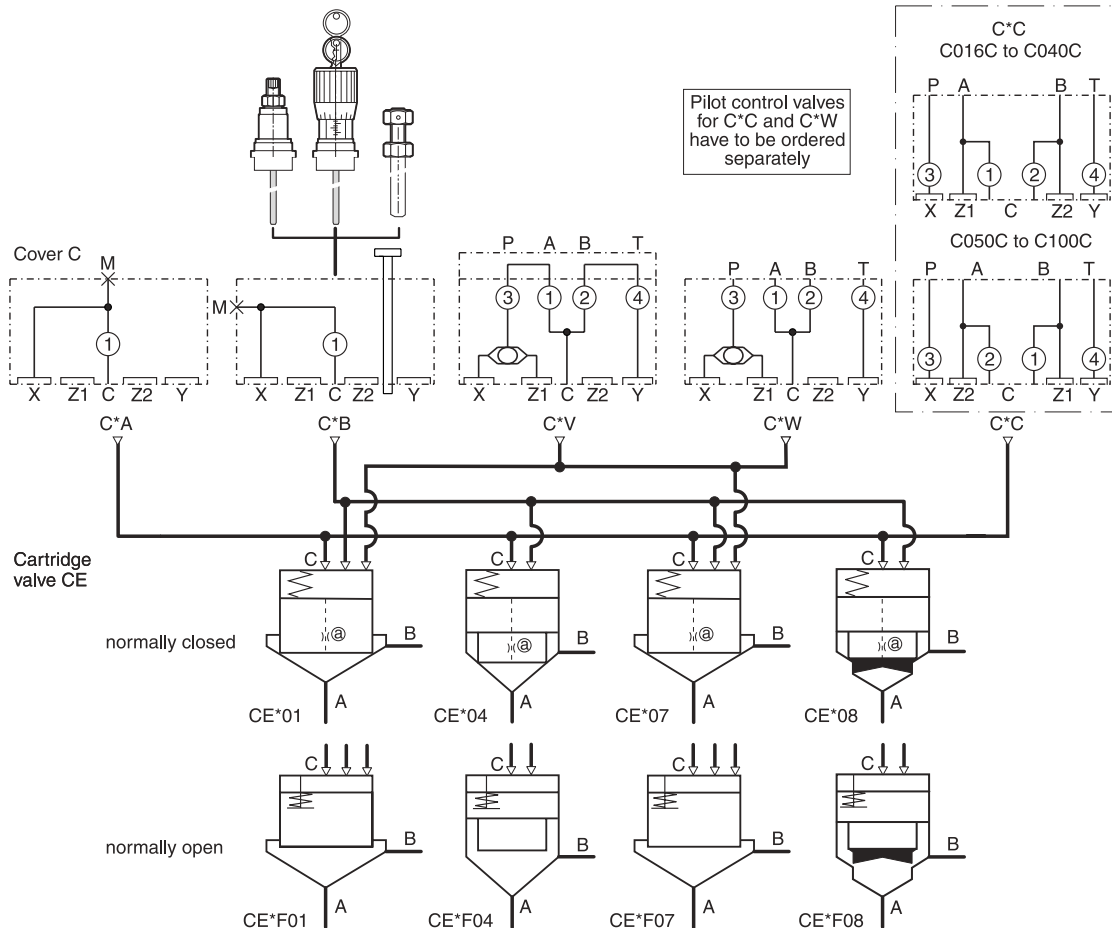 C*C
C016C to C040C
P A B T
3 1 2 4
X Z1 C Z2 Y
C050C to C100C
P A B T
3 2 1 4
X Z2 C Z1 Y
C*C
Pilot control valves
for C*C and C*W
have to be ordered
separately
Cover C
M
1
X Z1 C Z2 Y
C*A
M
1
X Z1 C Z2 Y
C*B
P A B T
3 1 2 4
X Z1 C Z2 Y
C*V
P A B T
3 1 2 4
X Z1 C Z2 Y
C*W
Cartridge
valve CE
normally closed
C
@
B
A
CE*01
C
@
B
A
CE*04
C
@
B
A
CE*07
C
@
B
A
CE*08
normally open
C
B
A
CE*F01
C
B
A
CE*F04
C
B
A
CE*F07
C
B
A
CE*F08